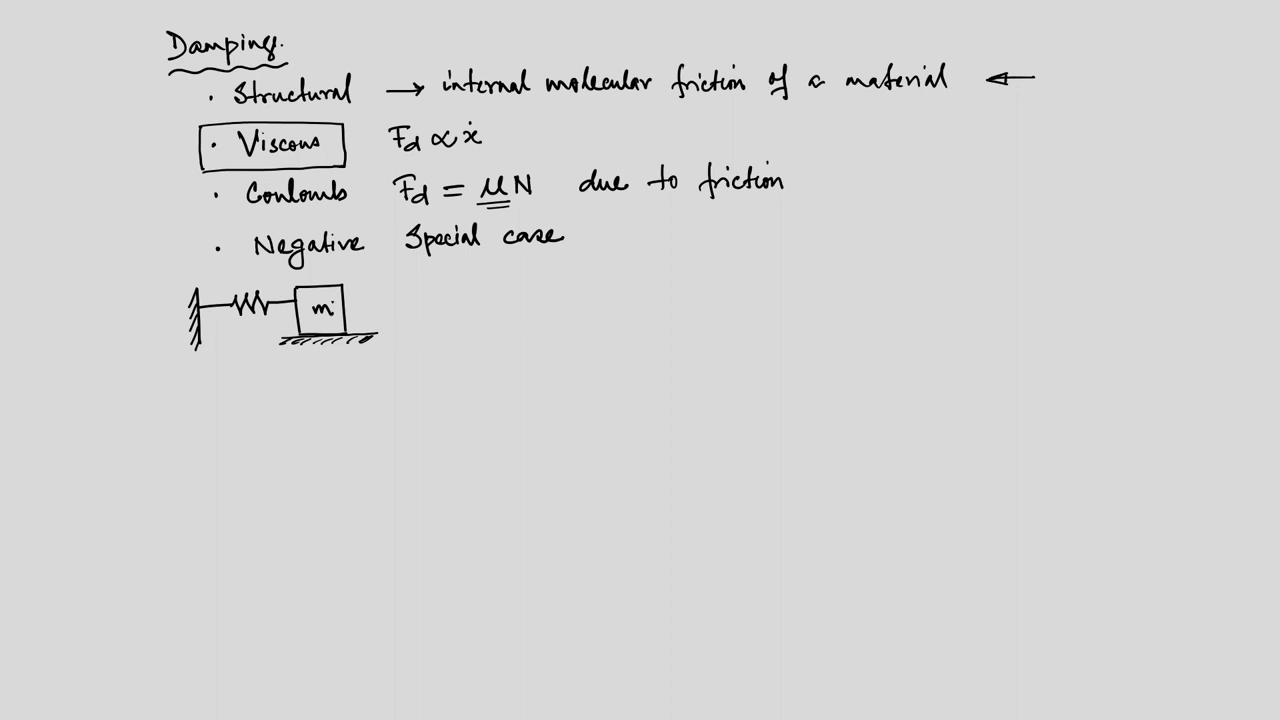 Damping.
· Structural → internal molecular friction of a material ←
· Viscous Fd ∝ ẋ
· Coulomb Fd = μN due to friction
· Negative Special case
m